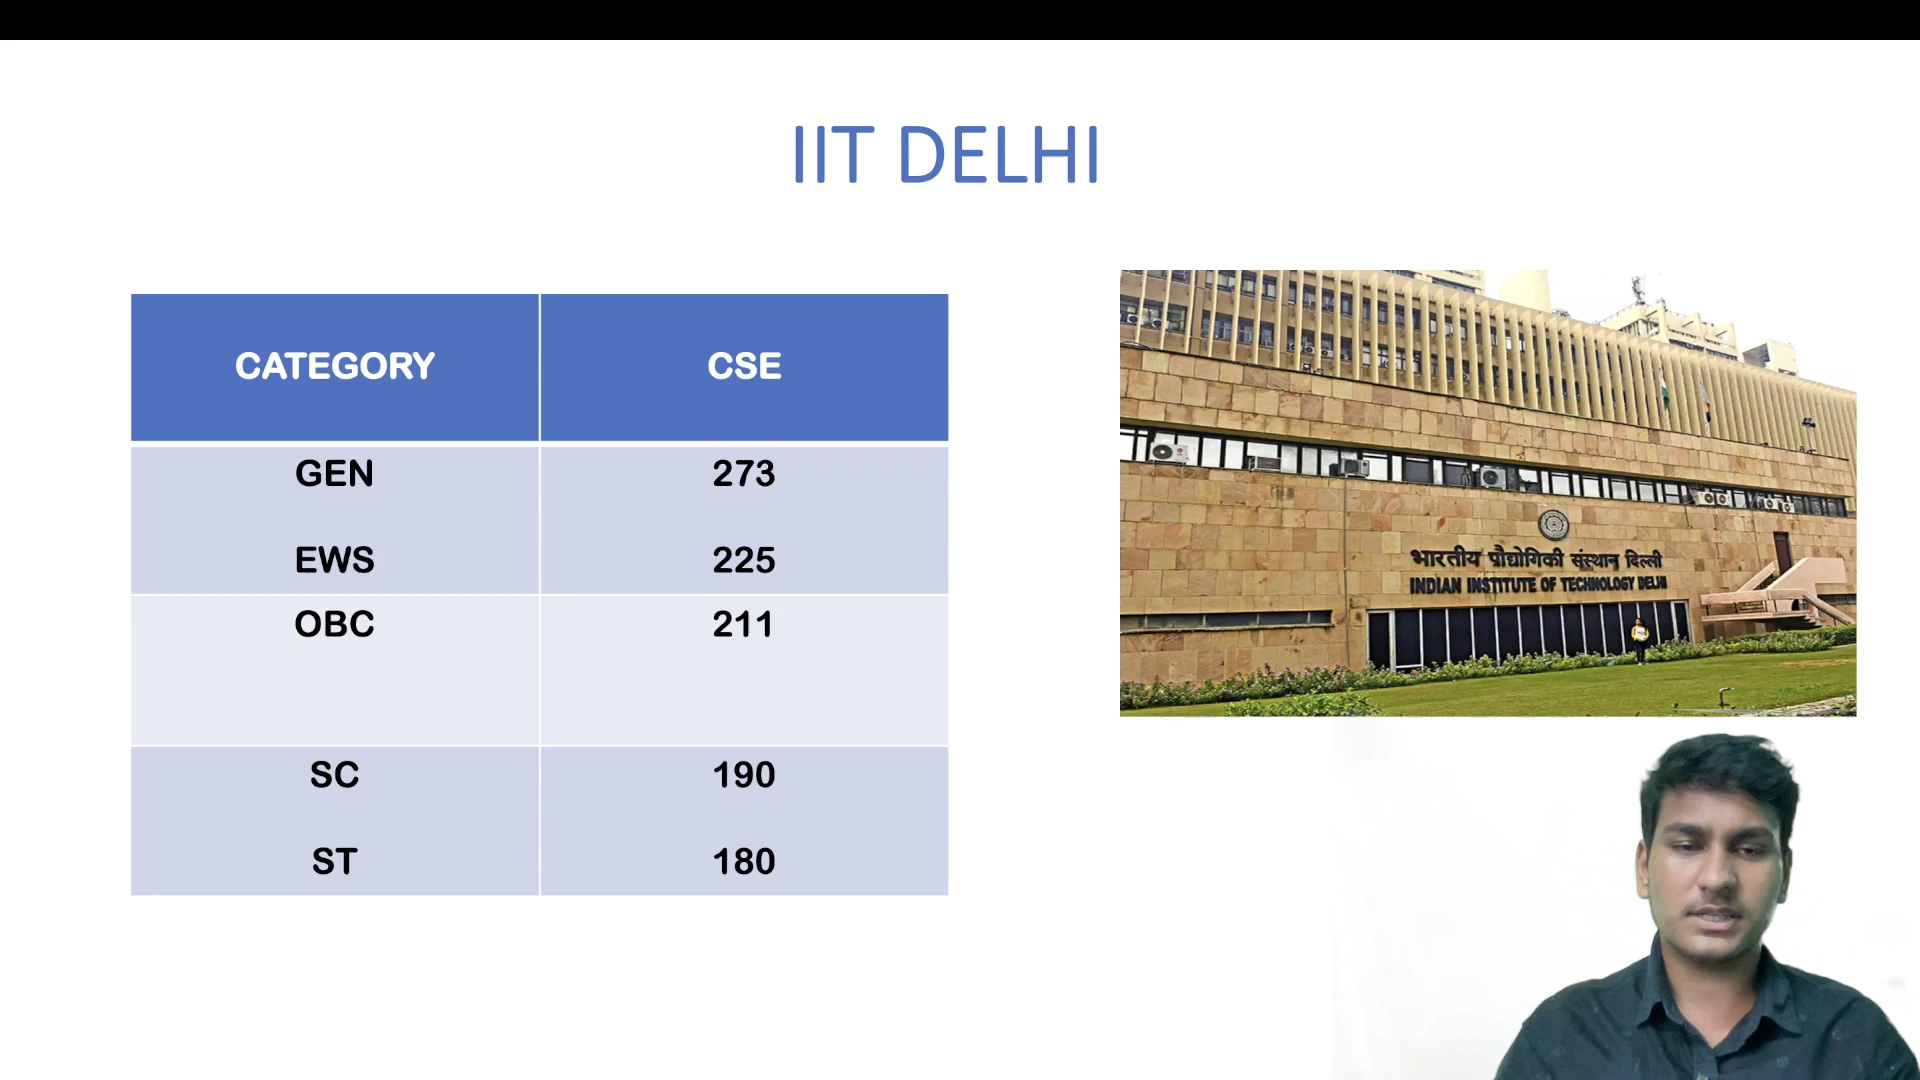 IIT DELHI
CATEGORY CSE
GEN 273
EWS 225
OBC 211
SC 190
ST 180
भारतीय प्रौद्योगिकी संस्थान दिल्ली
INDIAN INSTITUTE OF TECHNOLOGY DELHI